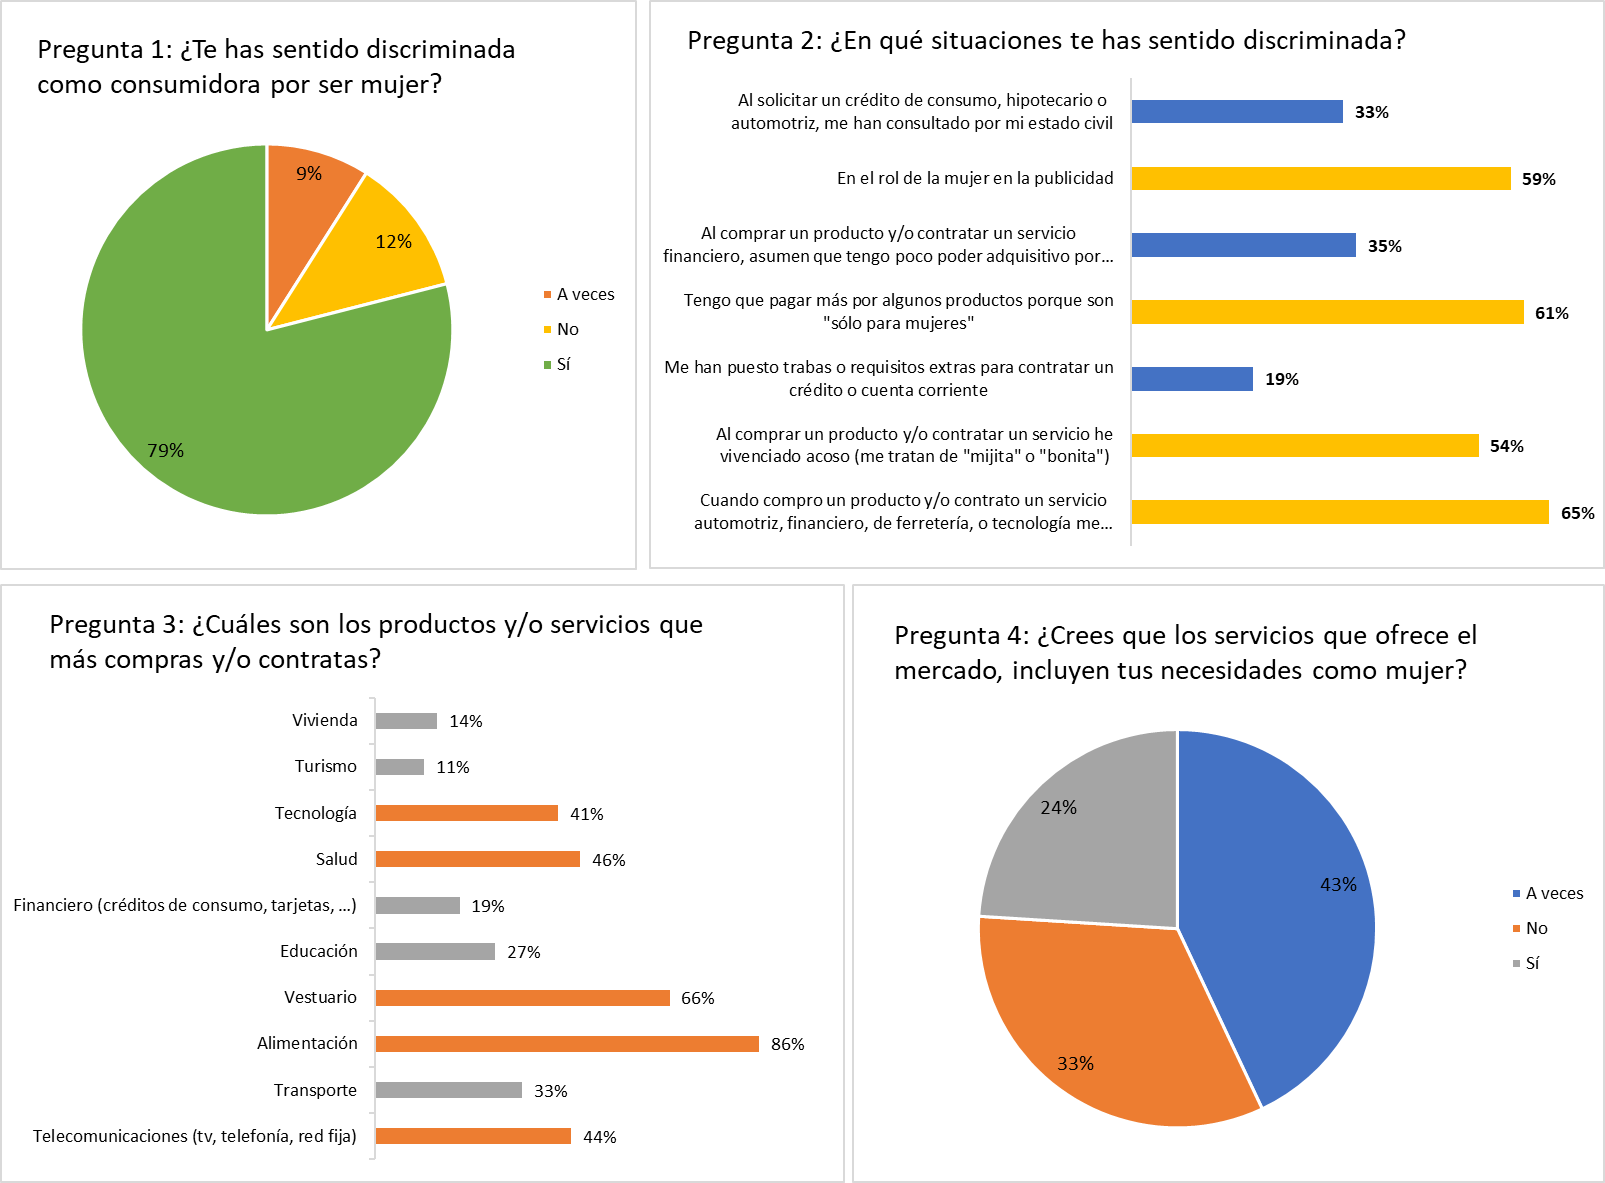 Pregunta 1: ¿Te has sentido discriminada
como consumidora por ser mujer?
9%
12%
79%
A veces
No
Sí
Pregunta 2: ¿En qué situaciones te has sentido discriminada?
Al solicitar un crédito de consumo, hipotecario o
automotriz, me han consultado por mi estado civil
33%
En el rol de la mujer en la publicidad
59%
Al comprar un producto y/o contratar un servicio
financiero, asumen que tengo poco poder adquisitivo por…
35%
Tengo que pagar más por algunos productos porque son
"sólo para mujeres"
61%
Me han puesto trabas o requisitos extras para contratar un
crédito o cuenta corriente
19%
Al comprar un producto y/o contratar un servicio he
vivenciado acoso (me tratan de "mijita" o "bonita")
54%
Cuando compro un producto y/o contrato un servicio
automotriz, financiero, de ferretería, o tecnología me…
65%
Pregunta 3: ¿Cuáles son los productos y/o servicios que
más compras y/o contratas?
Vivienda 14%
Turismo 11%
Tecnología 41%
Salud 46%
Financiero (créditos de consumo, tarjetas, …) 19%
Educación 27%
Vestuario 66%
Alimentación 86%
Transporte 33%
Telecomunicaciones (tv, telefonía, red fija) 44%
Pregunta 4: ¿Crees que los servicios que ofrece el
mercado, incluyen tus necesidades como mujer?
24%
43%
33%
A veces
No
Sí